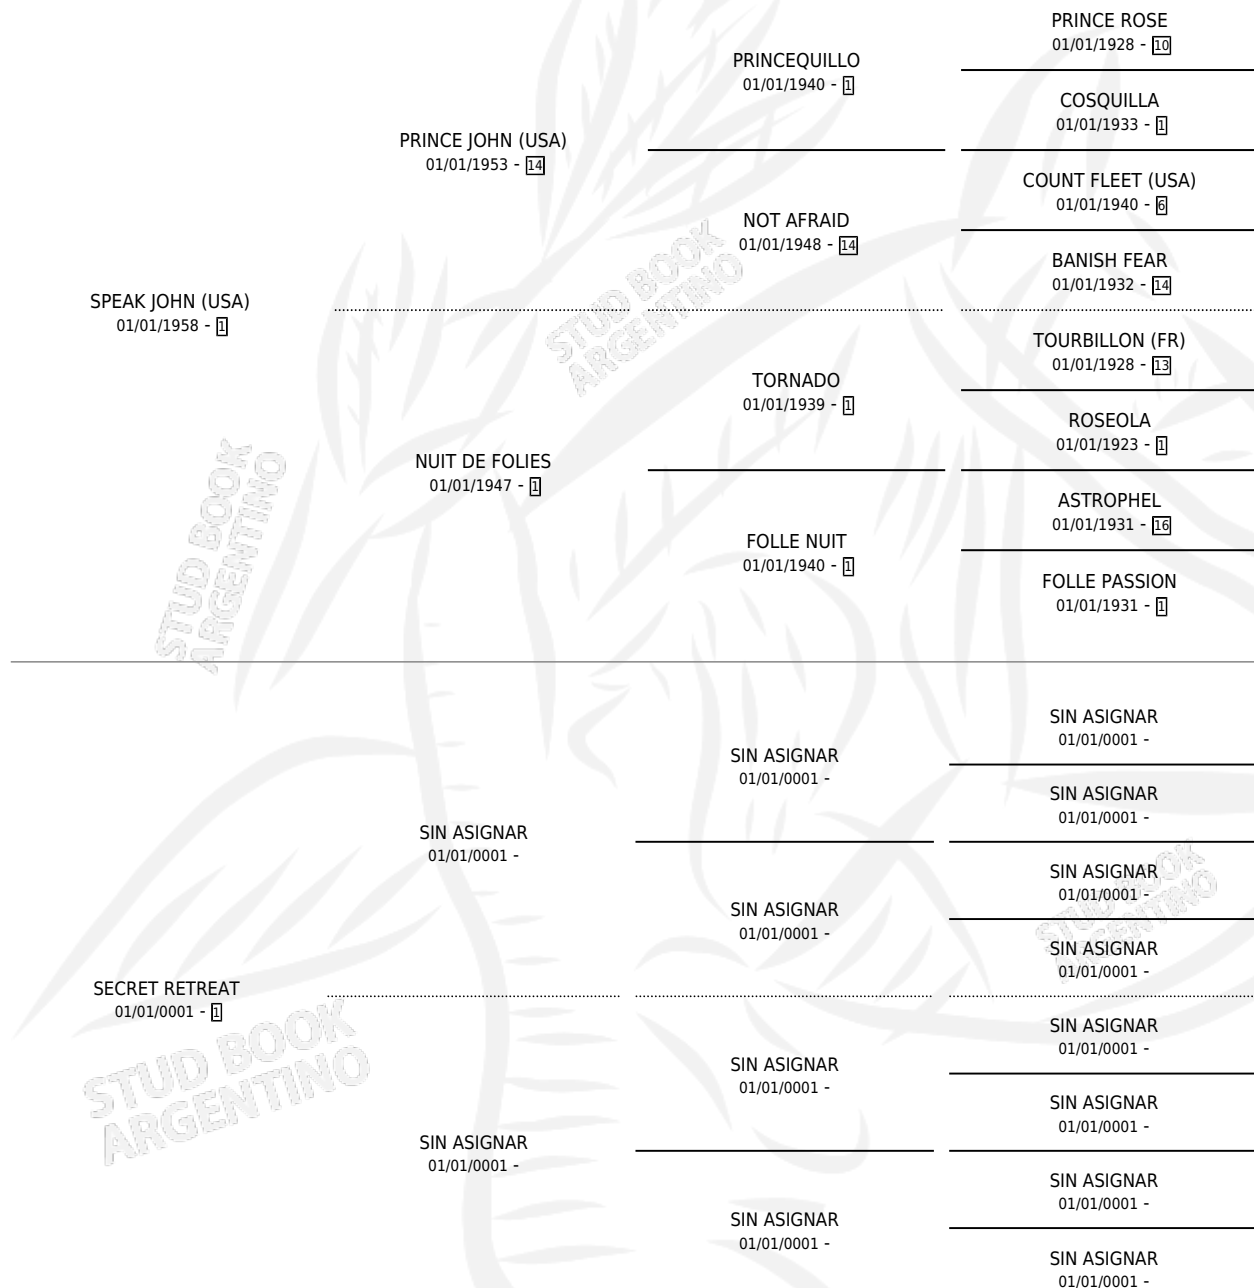 PRINCE ROSE
01/01/1928 - 10
PRINCEQUILLO
01/01/1940 - 1
COSQUILLA
01/01/1933 - 1
PRINCE JOHN (USA)
01/01/1953 - 14
COUNT FLEET (USA)
01/01/1940 - 6
NOT AFRAID
01/01/1948 - 14
BANISH FEAR
01/01/1932 - 14
SPEAK JOHN (USA)
01/01/1958 - 1
STUD BOOK
ARGENTINO
TOURBILLON (FR)
01/01/1928 - 13
TORNADO
01/01/1939 - 1
ROSEOLA
01/01/1923 - 1
NUIT DE FOLIES
01/01/1947 - 1
ASTROPHEL
01/01/1931 - 16
FOLLE NUIT
01/01/1940 - 1
FOLLE PASSION
01/01/1931 - 1
STUD BOOK
ARGENTINO
SIN ASIGNAR
01/01/0001 -
SIN ASIGNAR
01/01/0001 -
SIN ASIGNAR
01/01/0001 -
SIN ASIGNAR
01/01/0001 -
SIN ASIGNAR
01/01/0001 -
SIN ASIGNAR
01/01/0001 -
SIN ASIGNAR
01/01/0001 -
STUD BOOK
ARGENTINO
SECRET RETREAT
01/01/0001 - 1
STUD BOOK
ARGENTINO
SIN ASIGNAR
01/01/0001 -
SIN ASIGNAR
01/01/0001 -
SIN ASIGNAR
01/01/0001 -
SIN ASIGNAR
01/01/0001 -
SIN ASIGNAR
01/01/0001 -
SIN ASIGNAR
01/01/0001 -
SIN ASIGNAR
01/01/0001 -